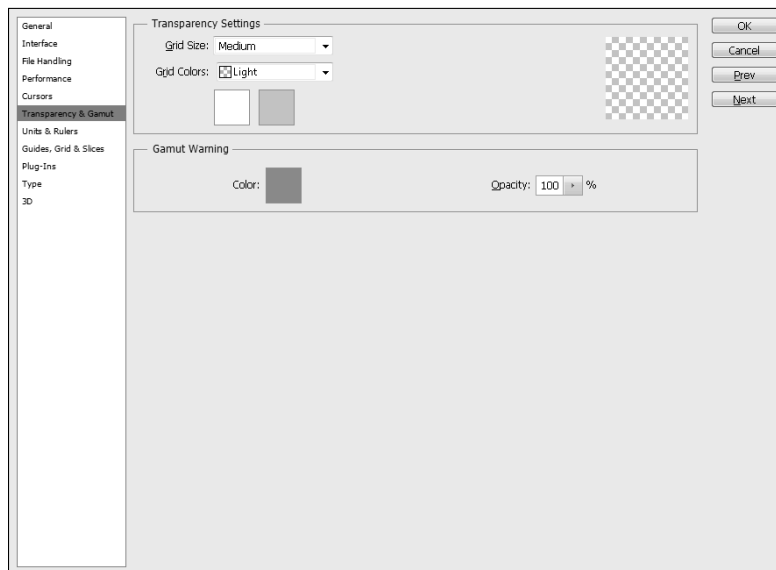 General
Interface
File Handling
Performance
Cursors
Transparency & Gamut
Units & Rulers
Guides, Grid & Slices
Plug-Ins
Type
3D
Transparency Settings
Grid Size: Medium
Grid Colors: Light
Gamut Warning
Color:
Opacity: 100 %
OK
Cancel
Prev
Next